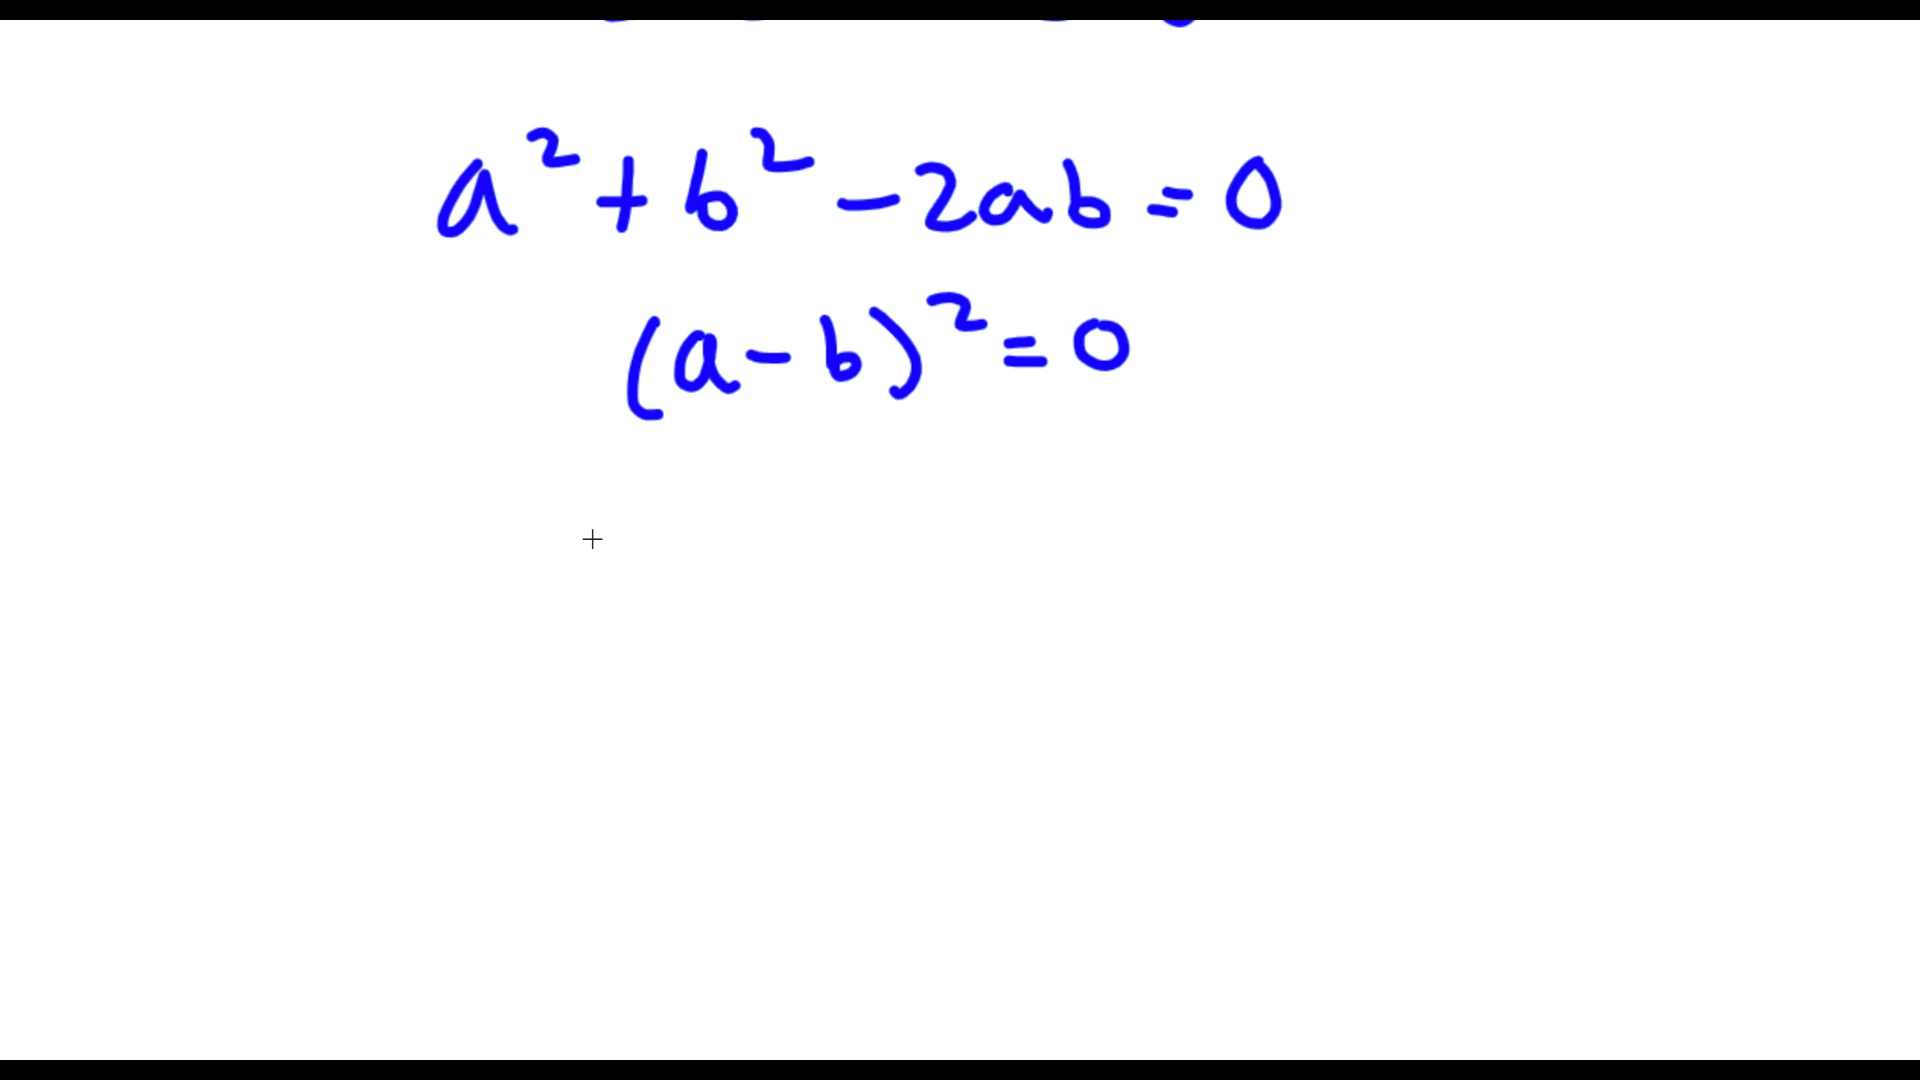 a² + b² - 2ab = 0
(a - b)² = 0